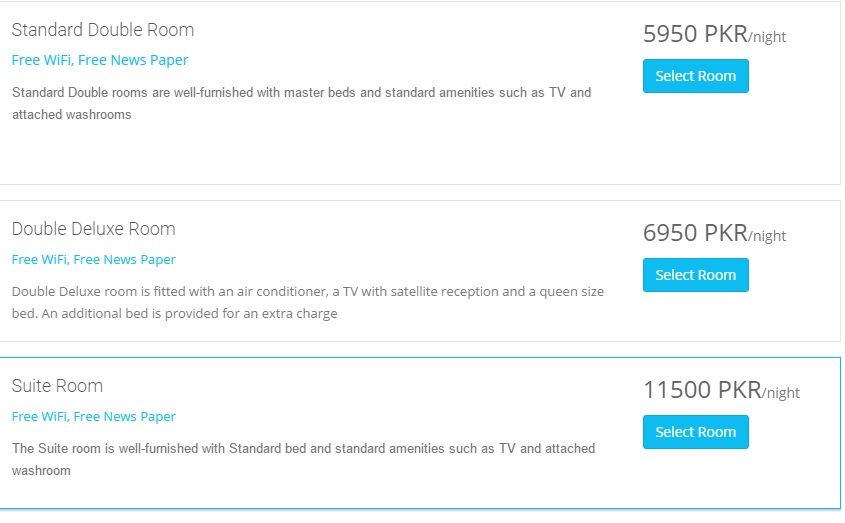 Standard Double Room
5950 PKR/night
Free WiFi, Free News Paper
Select Room
Standard Double rooms are well-furnished with master beds and standard amenities such as TV and
attached washrooms
Double Deluxe Room
6950 PKR/night
Free WiFi, Free News Paper
Select Room
Double Deluxe room is fitted with an air conditioner, a TV with satellite reception and a queen size
bed. An additional bed is provided for an extra charge
Suite Room
11500 PKR/night
Free WiFi, Free News Paper
Select Room
The Suite room is well-furnished with Standard bed and standard amenities such as TV and attached
washroom